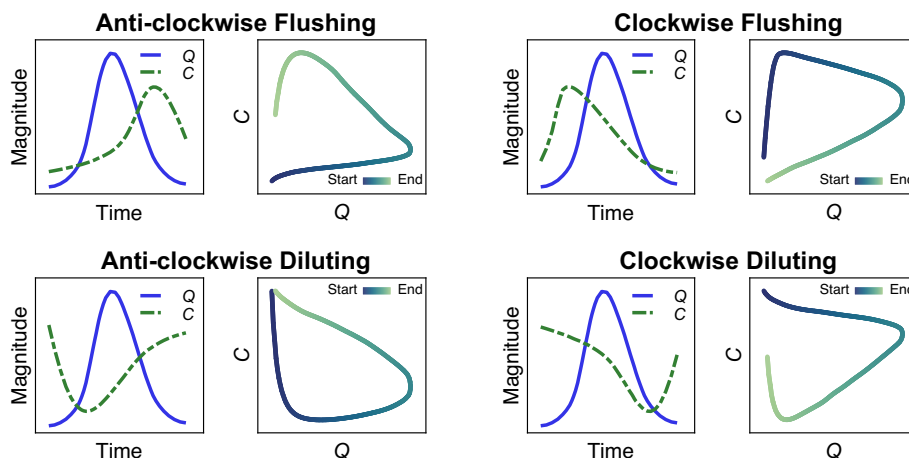 Anti-clockwise Flushing
Magnitude
Q
C
Time
C
Start End
Q
Clockwise Flushing
Magnitude
Q
C
Time
C
Start End
Q
Anti-clockwise Diluting
Magnitude
Q
C
Time
C
Start End
Q
Clockwise Diluting
Magnitude
Q
C
Time
C
Start End
Q